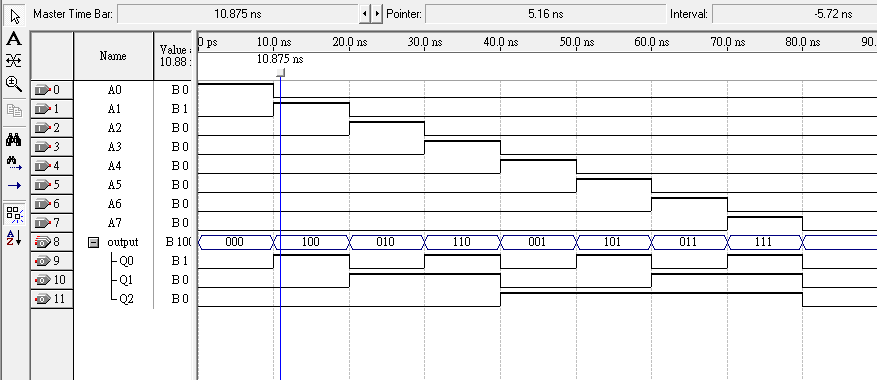 Master Time Bar: 10.875 ns Pointer: 5.16 ns Interval: -5.72 ns
Name
Value
10.88
0 ps 10.0 ns 20.0 ns 30.0 ns 40.0 ns 50.0 ns 60.0 ns 70.0 ns 80.0 ns 90.
10.875 ns
0 A0 B 0
1 A1 B 1
2 A2 B 0
3 A3 B 0
4 A4 B 0
5 A5 B 0
6 A6 B 0
7 A7 B 0
8 output B 100 000 100 010 110 001 101 011 111
9 Q0 B 1
10 Q1 B 0
11 Q2 B 0